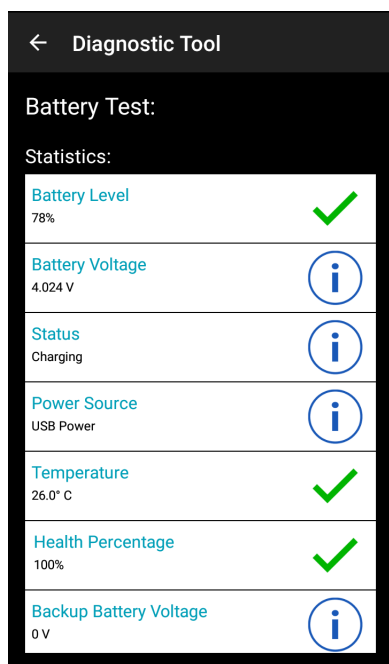 Diagnostic Tool
Battery Test:
Statistics:
Battery Level
78%
Battery Voltage
4.024 V
Status
Charging
Power Source
USB Power
Temperature
26.0° C
Health Percentage
100%
Backup Battery Voltage
0 V